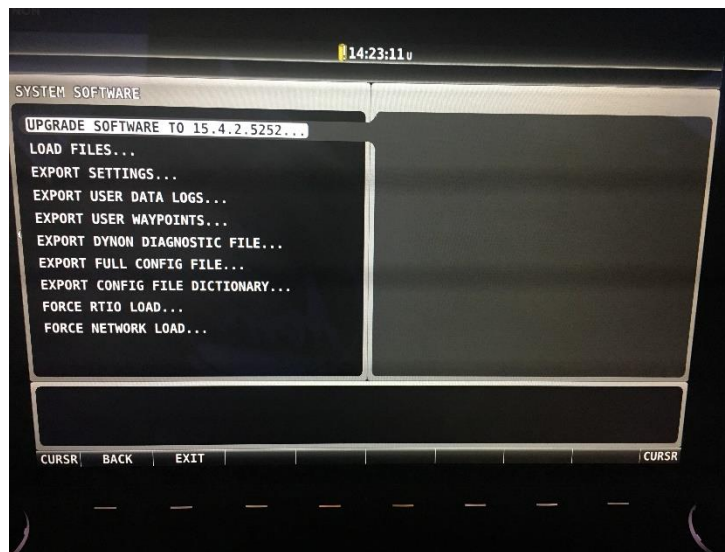 14:23:11U
SYSTEM SOFTWARE
UPGRADE SOFTWARE TO 15.4.2.5252...
LOAD FILES...
EXPORT SETTINGS...
EXPORT USER DATA LOGS...
EXPORT USER WAYPOINTS...
EXPORT DYNON DIAGNOSTIC FILE...
EXPORT FULL CONFIG FILE...
EXPORT CONFIG FILE DICTIONARY...
FORCE RTIO LOAD...
FORCE NETWORK LOAD...
CURSR BACK EXIT CURSR